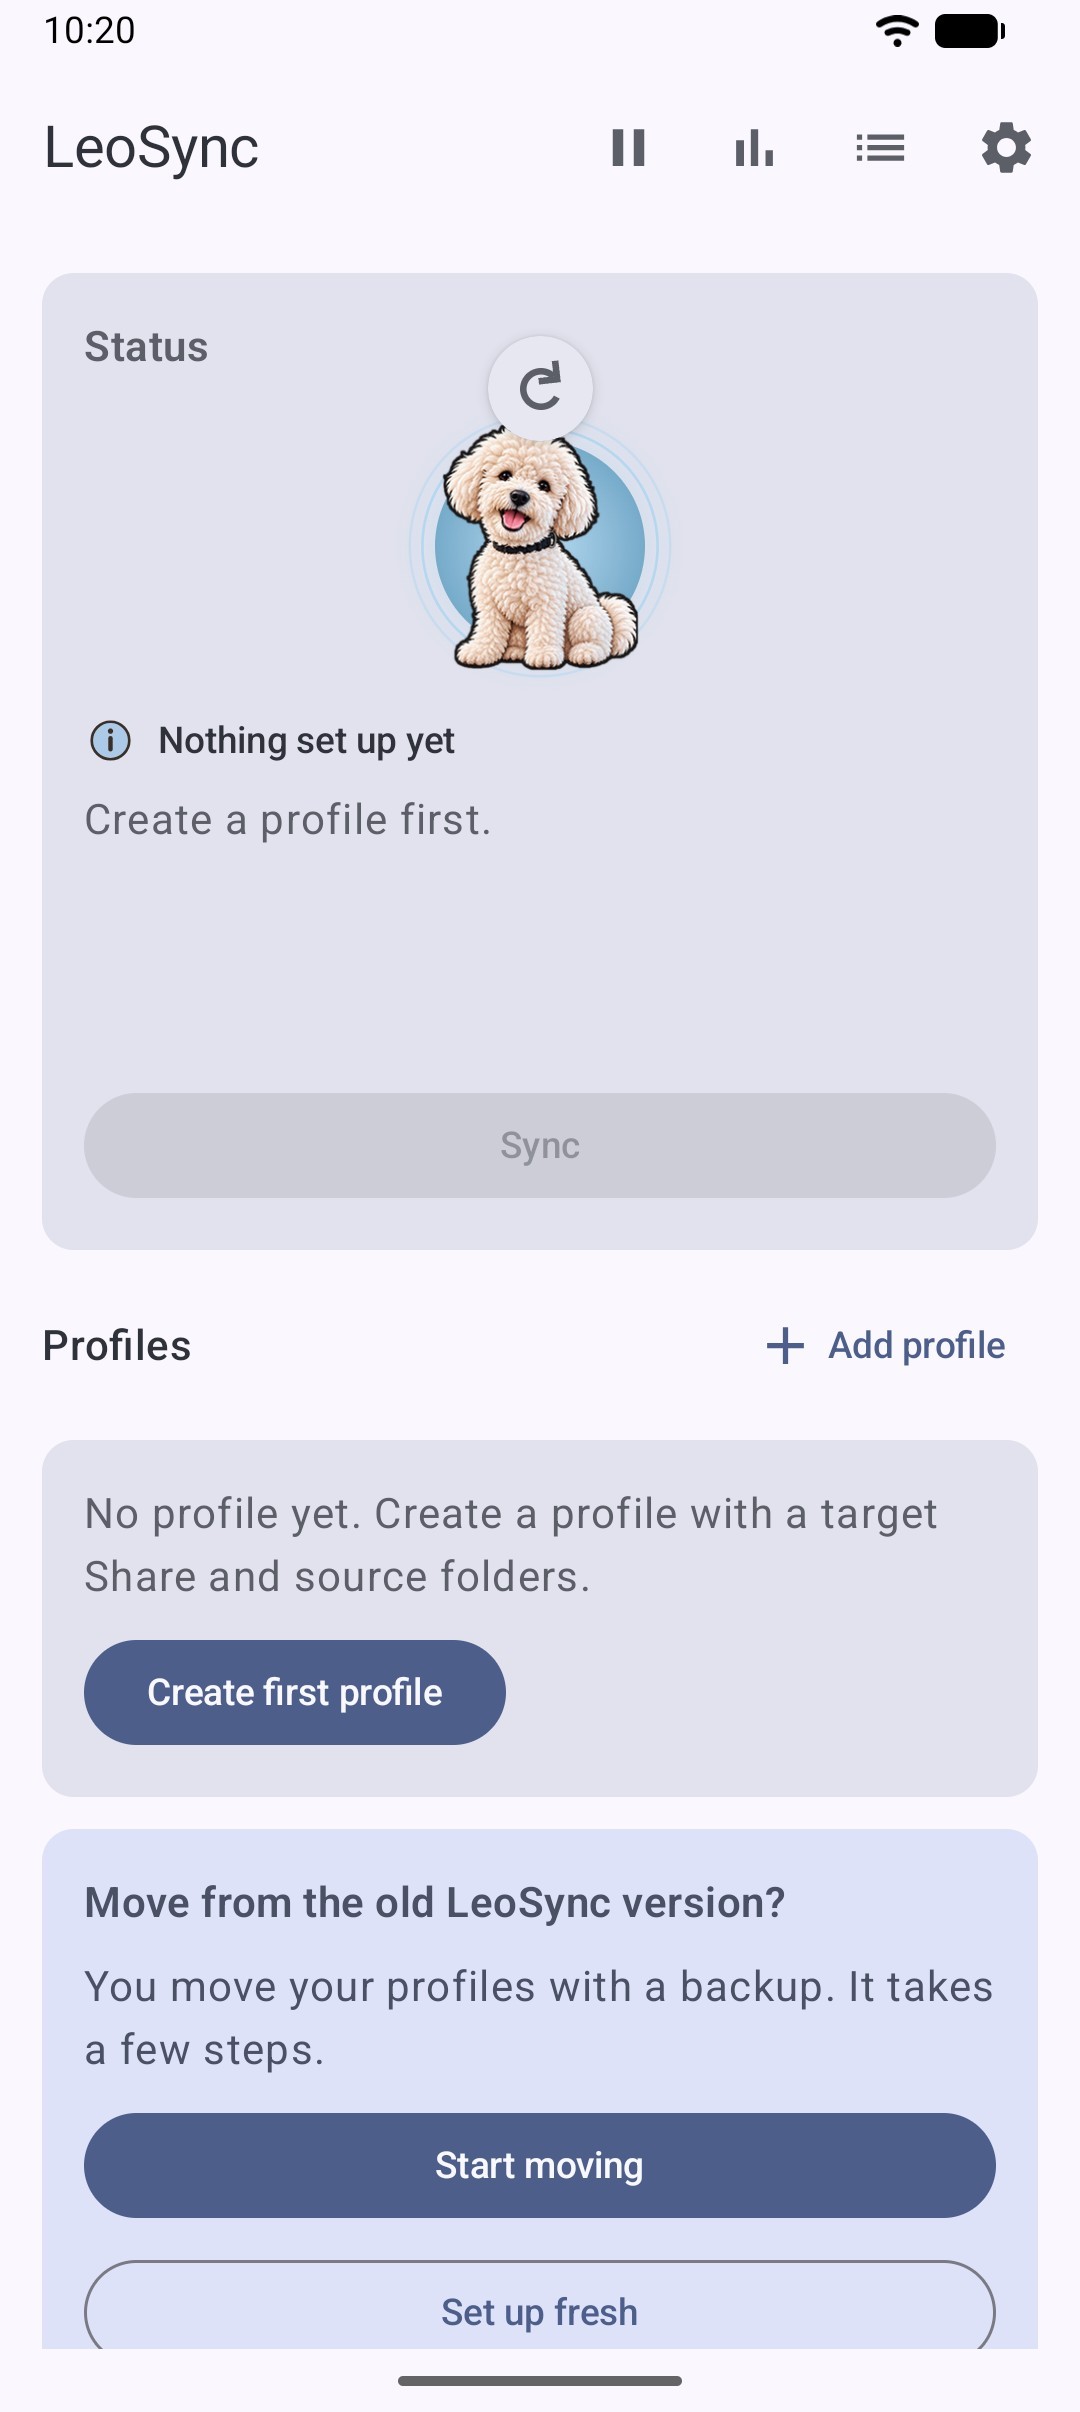 10:20
LeoSync
Status
Nothing set up yet
Create a profile first.
Sync
Profiles
Add profile
No profile yet. Create a profile with a target
Share and source folders.
Create first profile
Move from the old LeoSync version?
You move your profiles with a backup. It takes
a few steps.
Start moving
Set up fresh